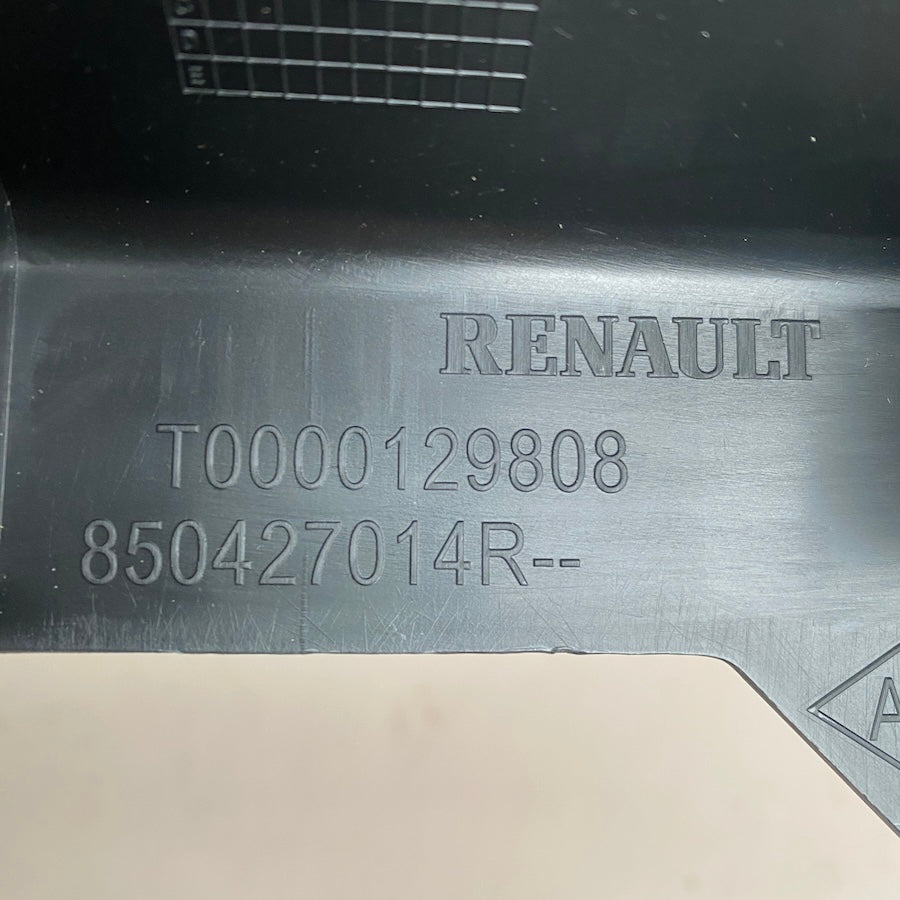 RENAULT
T0000129808
850427014R--
A